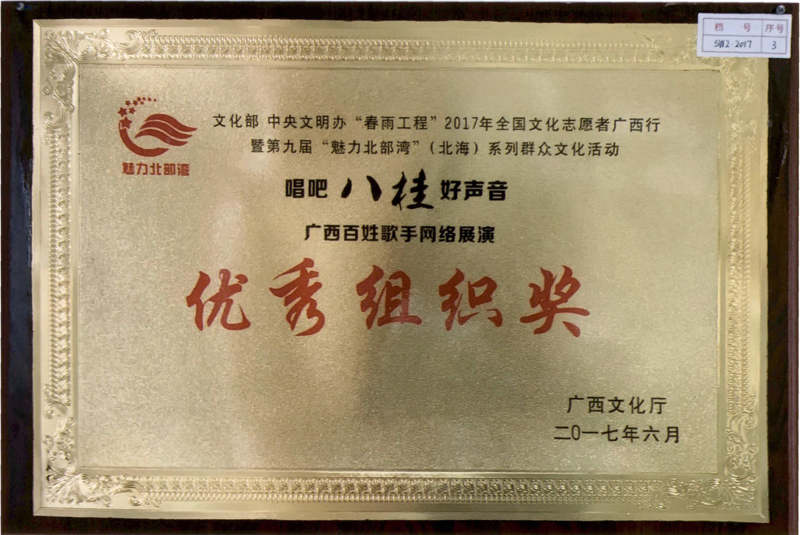 档 号 序号
SW2·2017 3
魅力北部湾
文化部 中央文明办“春雨工程”2017年全国文化志愿者广西行
暨第九届“魅力北部湾”（北海）系列群众文化活动
唱吧 八桂 好声音
广西百姓歌手网络展演
优秀组织奖
广西文化厅
二〇一七年六月